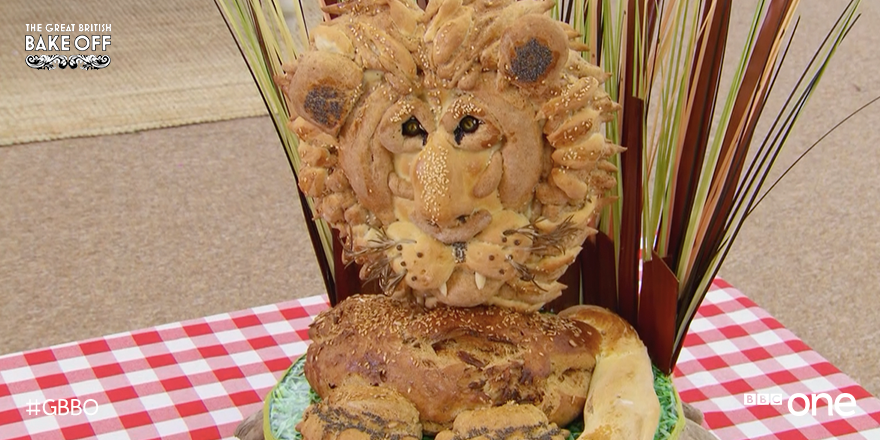 THE GREAT BRITISH
BAKE OFF
#GBBO
BBC one